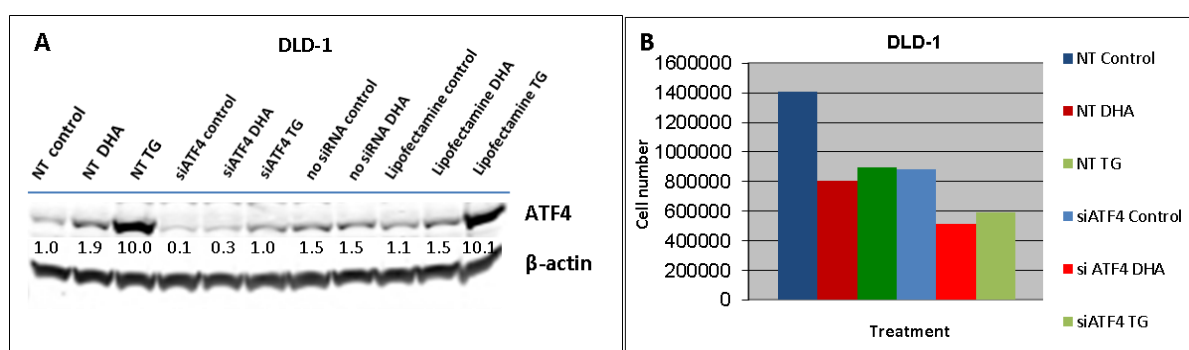 A
DLD-1
NT control
NT DHA
NT TG
siATF4 control
siATF4 DHA
siATF4 TG
no siRNA control
no siRNA DHA
Lipofectamine control
Lipofectamine DHA
Lipofectamine TG
ATF4
1.0 1.9 10.0 0.1 0.3 1.0 1.5 1.5 1.1 1.5 10.1
β-actin
B
DLD-1
Cell number
1600000
1400000
1200000
1000000
800000
600000
400000
200000
0
Treatment
NT Control
NT DHA
NT TG
siATF4 Control
si ATF4 DHA
siATF4 TG